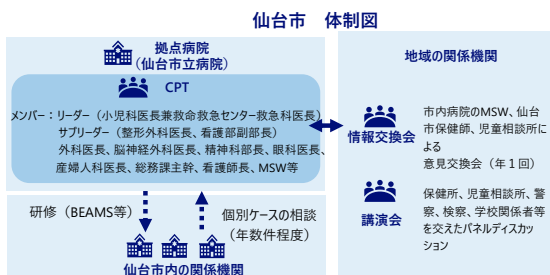 仙台市　体制図
拠点病院
（仙台市立病院）
CPT
メンバー：リーダー（小児科医長兼救命救急センター救急科医長）
サブリーダー（整形外科医長、看護部副部長）
外科医長、脳神経外科医長、精神科部長、眼科医長、
産婦人科医長、総務課主幹、看護師長、MSW等
研修（BEAMS等）
個別ケースの相談
（年数件程度）
仙台市内の関係機関
地域の関係機関
情報交換会
市内病院のMSW、仙台
市保健師、児童相談所に
よる
意見交換会（年１回）
講演会
保健所、児童相談所、警
察、検察、学校関係者等
を交えたパネルディスカッ
ション